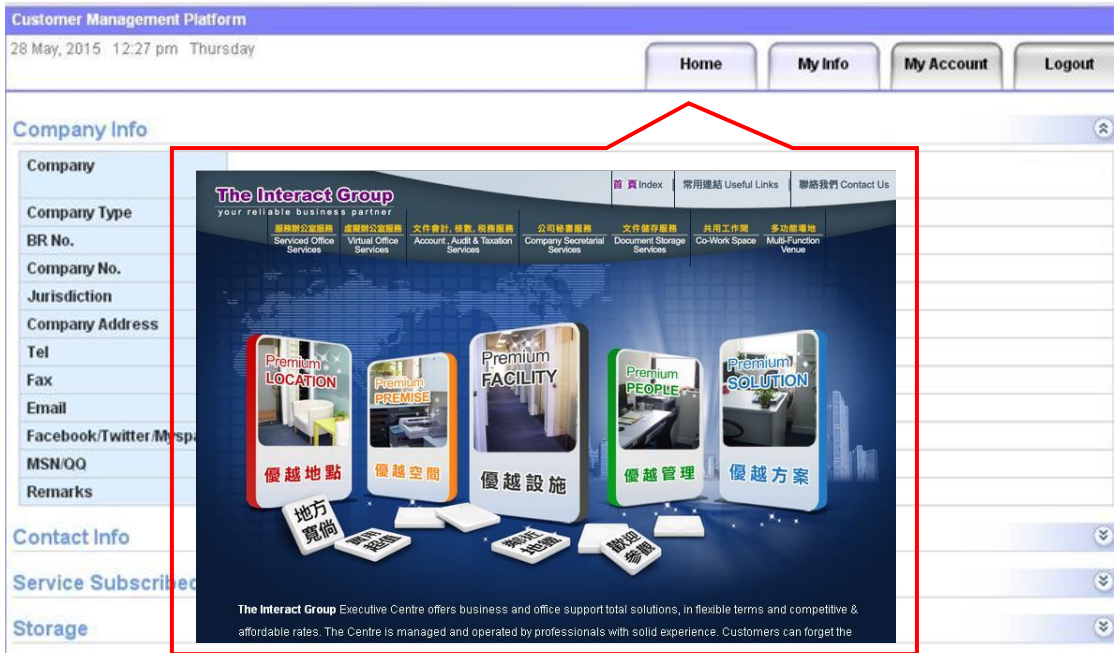 Customer Management Platform
28 May, 2015 12:27 pm Thursday
Home
My Info
My Account
Logout
Company Info
Company
Company Type
BR No.
Company No.
Jurisdiction
Company Address
Tel
Fax
Email
Facebook/Twitter/Myspa
MSN/QQ
Remarks
Contact Info
Service Subscribed
Storage
首 頁 Index
常用連結 Useful Links
聯絡我們 Contact Us
The Interact Group
your reliable business partner
服務辦公室服務
Serviced Office
Services
虛擬辦公室服務
Virtual Office
Services
文件會計, 核數, 稅務服務
Account , Audit & Taxation
Services
公司秘書服務
Company Secretarial
Services
文件儲存服務
Document Storage
Services
共用工作間
Co-Work Space
多功能場地
Multi-Function
Venue
Premium
LOCATION
優越地點
Premium
PREMISE
優越空間
Premium
FACILITY
優越設施
Premium
PEOPLE
優越管理
Premium
SOLUTION
優越方案
地方
寬倘
實用
超值
鄰近
地鐵
歡迎
參觀
The Interact Group Executive Centre offers business and office support total solutions, in flexible terms and competitive &
affordable rates. The Centre is managed and operated by professionals with solid experience. Customers can forget the